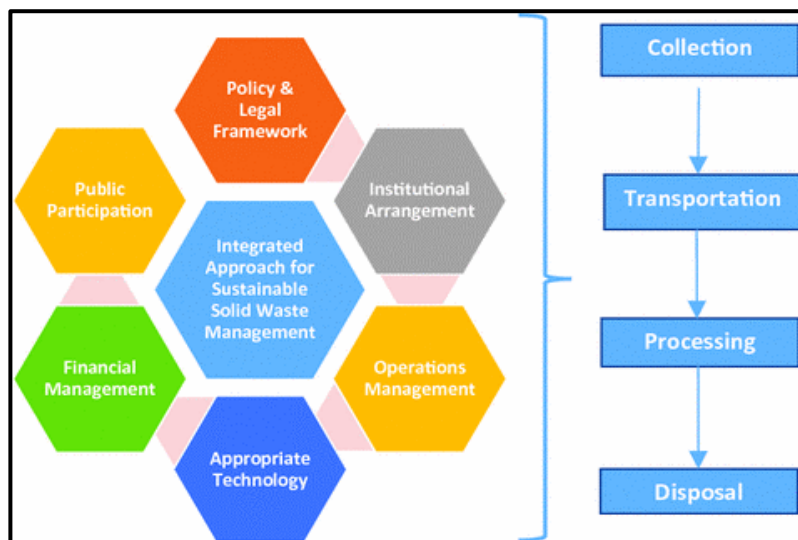 Policy &
Legal
Framework
Institutional
Arrangement
Operations
Management
Appropriate
Technology
Financial
Management
Public
Participation
Integrated
Approach for
Sustainable
Solid Waste
Management
Collection
Transportation
Processing
Disposal